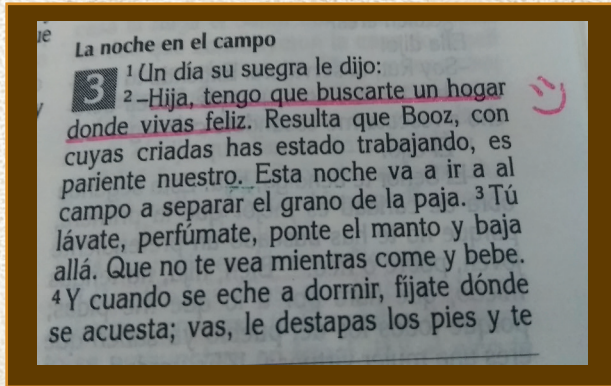 La noche en el campo
3 1 Un día su suegra le dijo:
2 –Hija, tengo que buscarte un hogar
donde vivas feliz. Resulta que Booz, con
cuyas criadas has estado trabajando, es
pariente nuestro. Esta noche va a ir a al
campo a separar el grano de la paja. 3 Tú
lávate, perfúmate, ponte el manto y baja
allá. Que no te vea mientras come y bebe.
4 Y cuando se eche a dormir, fíjate dónde
se acuesta; vas, le destapas los pies y te